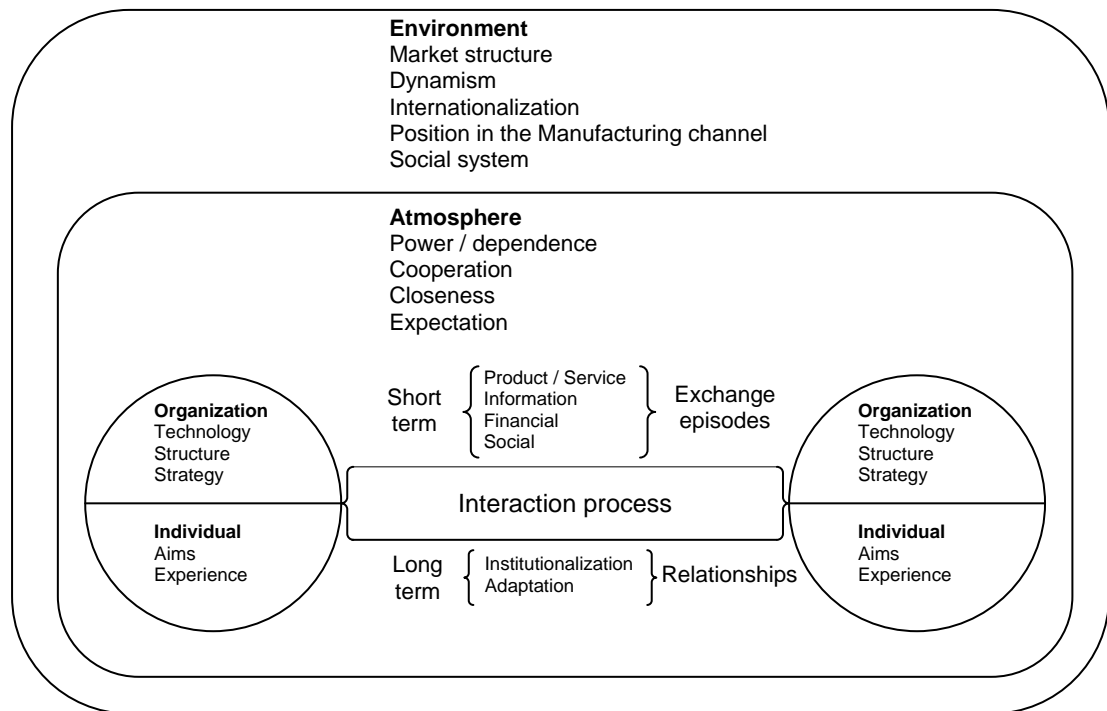 Environment
Market structure
Dynamism
Internationalization
Position in the Manufacturing channel
Social system
Atmosphere
Power / dependence
Cooperation
Closeness
Expectation
Organization
Technology
Structure
Strategy
Individual
Aims
Experience
Short
term
Product / Service
Information
Financial
Social
Exchange
episodes
Interaction process
Long
term
Institutionalization
Adaptation
Relationships
Organization
Technology
Structure
Strategy
Individual
Aims
Experience